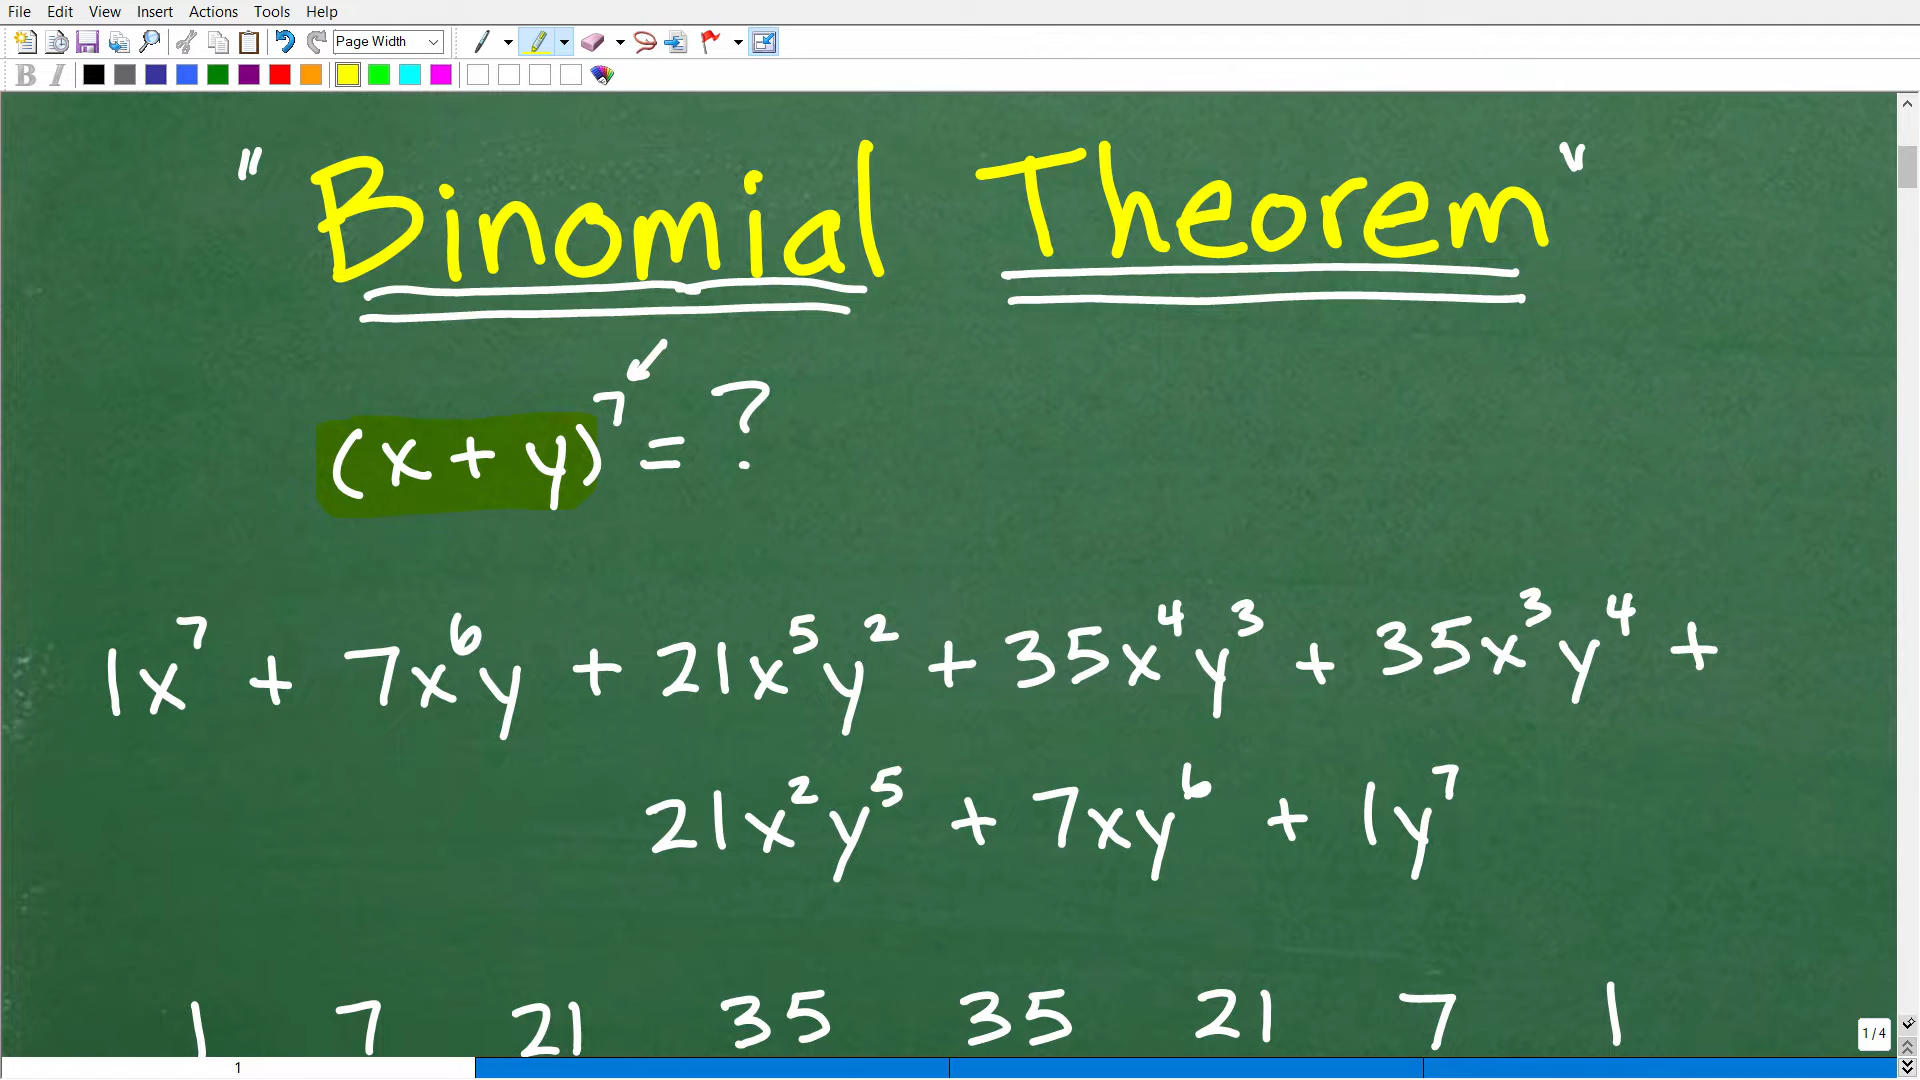 File Edit View Insert Actions Tools Help
Page Width
B I
" Binomial Theorem "
(x + y)⁷ = ?
1x⁷ + 7x⁶y + 21x⁵y² + 35x⁴y³ + 35x³y⁴ +
21x²y⁵ + 7xy⁶ + 1y⁷
1 7 21 35 35 21 7 1
1 / 4
1